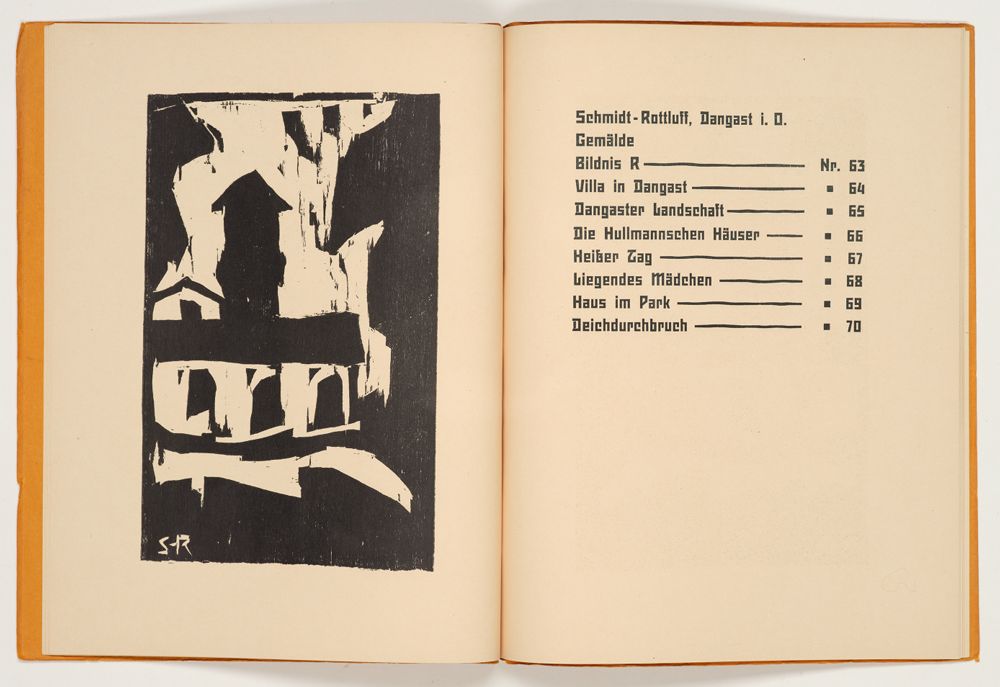 S-R
Schmidt-Rottluff, Dangast i. O.
Gemälde
Bildnis R Nr. 63
Villa in Dangast ▪ 64
Dangaster Landschaft ▪ 65
Die Hullmannschen Häuser ▪ 66
Heißer Tag ▪ 67
Liegendes Mädchen ▪ 68
Haus im Park ▪ 69
Deichdurchbruch ▪ 70